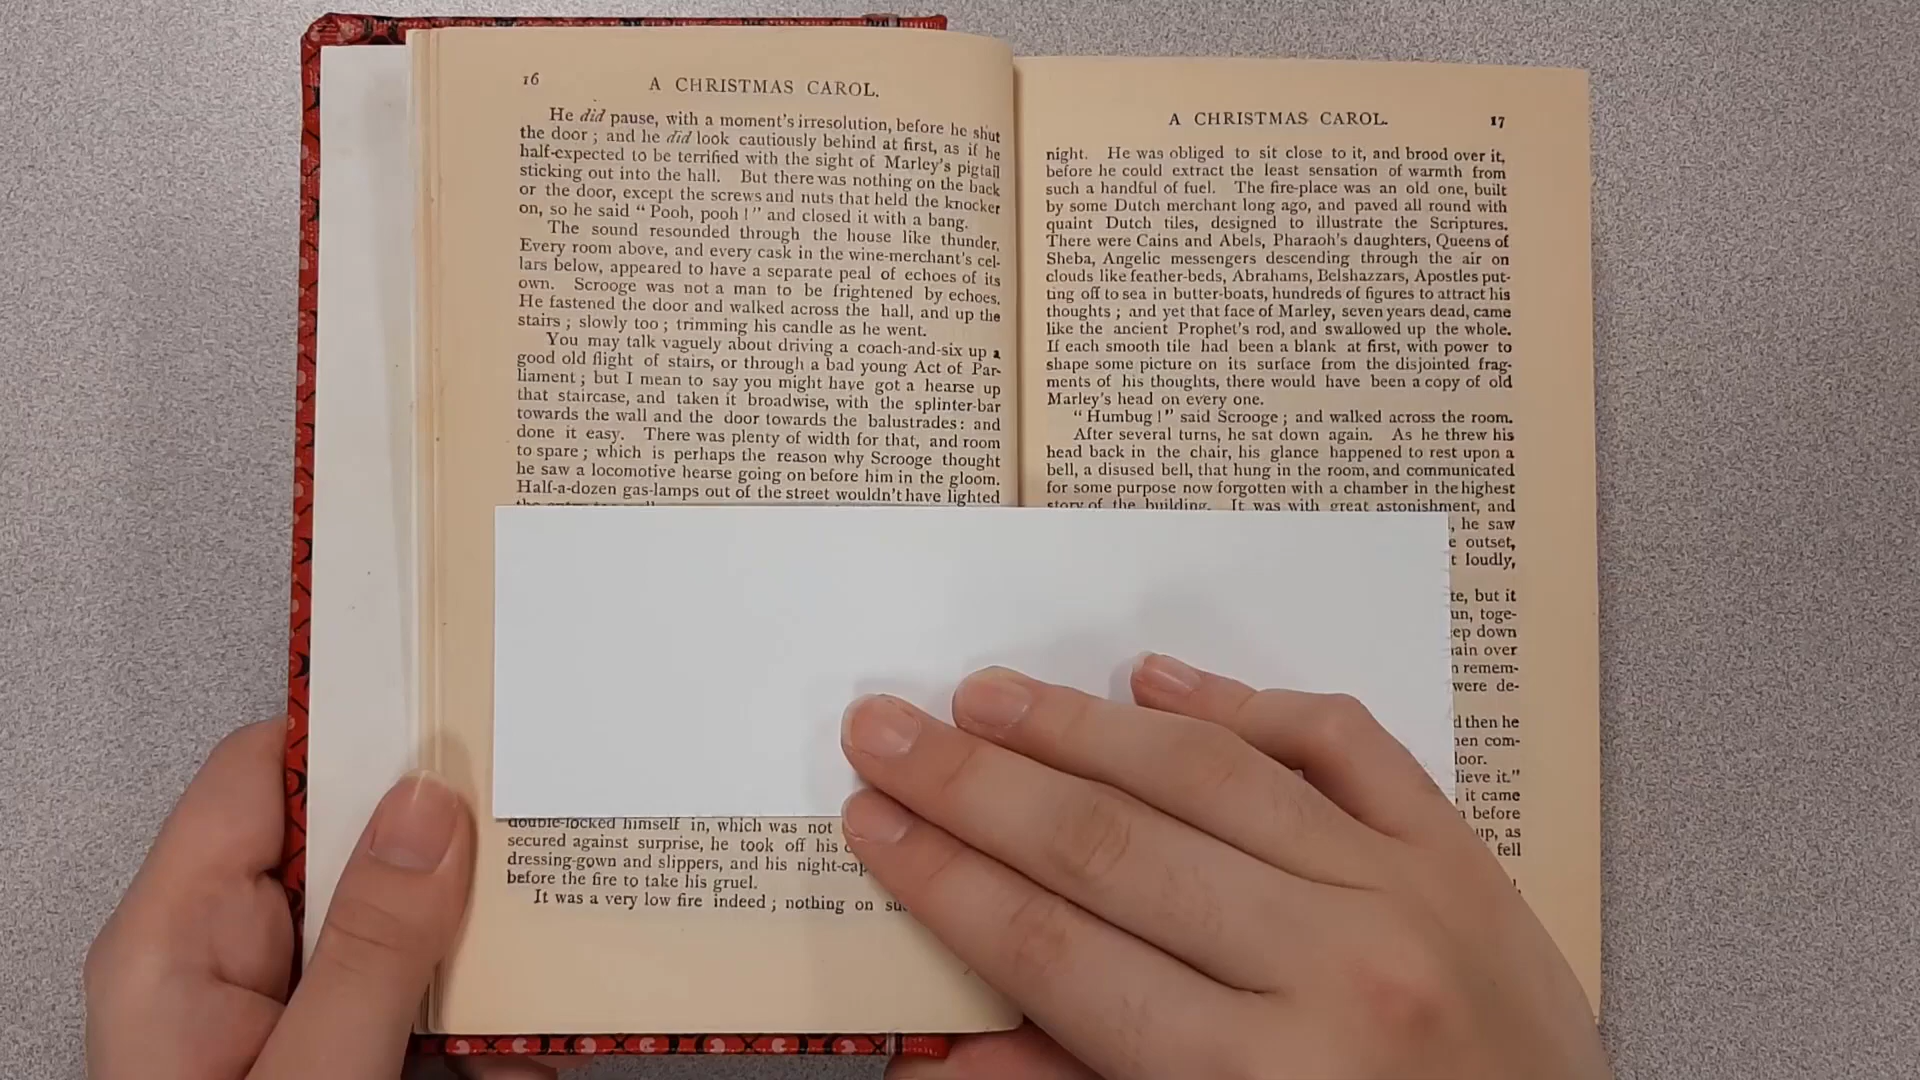 16
A CHRISTMAS CAROL.
He did pause, with a moment's irresolution, before he shut
the door ; and he did look cautiously behind at first, as if he
half-expected to be terrified with the sight of Marley's pigtail
sticking out into the hall. But there was nothing on the back
or the door, except the screws and nuts that held the knocker
on, so he said “ Pooh, pooh ! ” and closed it with a bang.
The sound resounded through the house like thunder.
Every room above, and every cask in the wine-merchant's cel-
lars below, appeared to have a separate peal of echoes of its
own. Scrooge was not a man to be frightened by echoes.
He fastened the door and walked across the hall, and up the
stairs ; slowly too ; trimming his candle as he went.
You may talk vaguely about driving a coach-and-six up a
good old flight of stairs, or through a bad young Act of Par-
liament ; but I mean to say you might have got a hearse up
that staircase, and taken it broadwise, with the splinter-bar
towards the wall and the door towards the balustrades: and
done it easy. There was plenty of width for that, and room
to spare ; which is perhaps the reason why Scrooge thought
he saw a locomotive hearse going on before him in the gloom.
Half-a-dozen gas-lamps out of the street wouldn't have lighted
double-locked himself in, which was not
secured against surprise, he took off his
dressing-gown and slippers, and his night-cap
before the fire to take his gruel.
It was a very low fire indeed ; nothing on
A CHRISTMAS CAROL.
17
night. He was obliged to sit close to it, and brood over it,
before he could extract the least sensation of warmth from
such a handful of fuel. The fire-place was an old one, built
by some Dutch merchant long ago, and paved all round with
quaint Dutch tiles, designed to illustrate the Scriptures.
There were Cains and Abels, Pharaoh's daughters, Queens of
Sheba, Angelic messengers descending through the air on
clouds like feather-beds, Abrahams, Belshazzars, Apostles put-
ting off to sea in butter-boats, hundreds of figures to attract his
thoughts ; and yet that face of Marley, seven years dead, came
like the ancient Prophet's rod, and swallowed up the whole.
If each smooth tile had been a blank at first, with power to
shape some picture on its surface from the disjointed frag-
ments of his thoughts, there would have been a copy of old
Marley's head on every one.
“ Humbug ! ” said Scrooge ; and walked across the room.
After several turns, he sat down again. As he threw his
head back in the chair, his glance happened to rest upon a
bell, a disused bell, that hung in the room, and communicated
for some purpose now forgotten with a chamber in the highest
story of the building. It was with great astonishment, and
, he saw
outset,
loudly,
but it
toge-
down
over
remem-
were de-
then he
com-
it came
before
up, as
fell